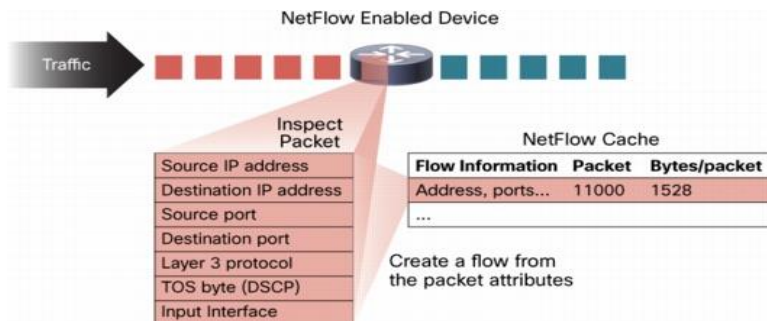 NetFlow Enabled Device
Traffic
Inspect
Packet
Source IP address
Destination IP address
Source port
Destination port
Layer 3 protocol
TOS byte (DSCP)
Input Interface
NetFlow Cache
Flow Information Packet Bytes/packet
Address, ports... 11000 1528
...
Create a flow from
the packet attributes